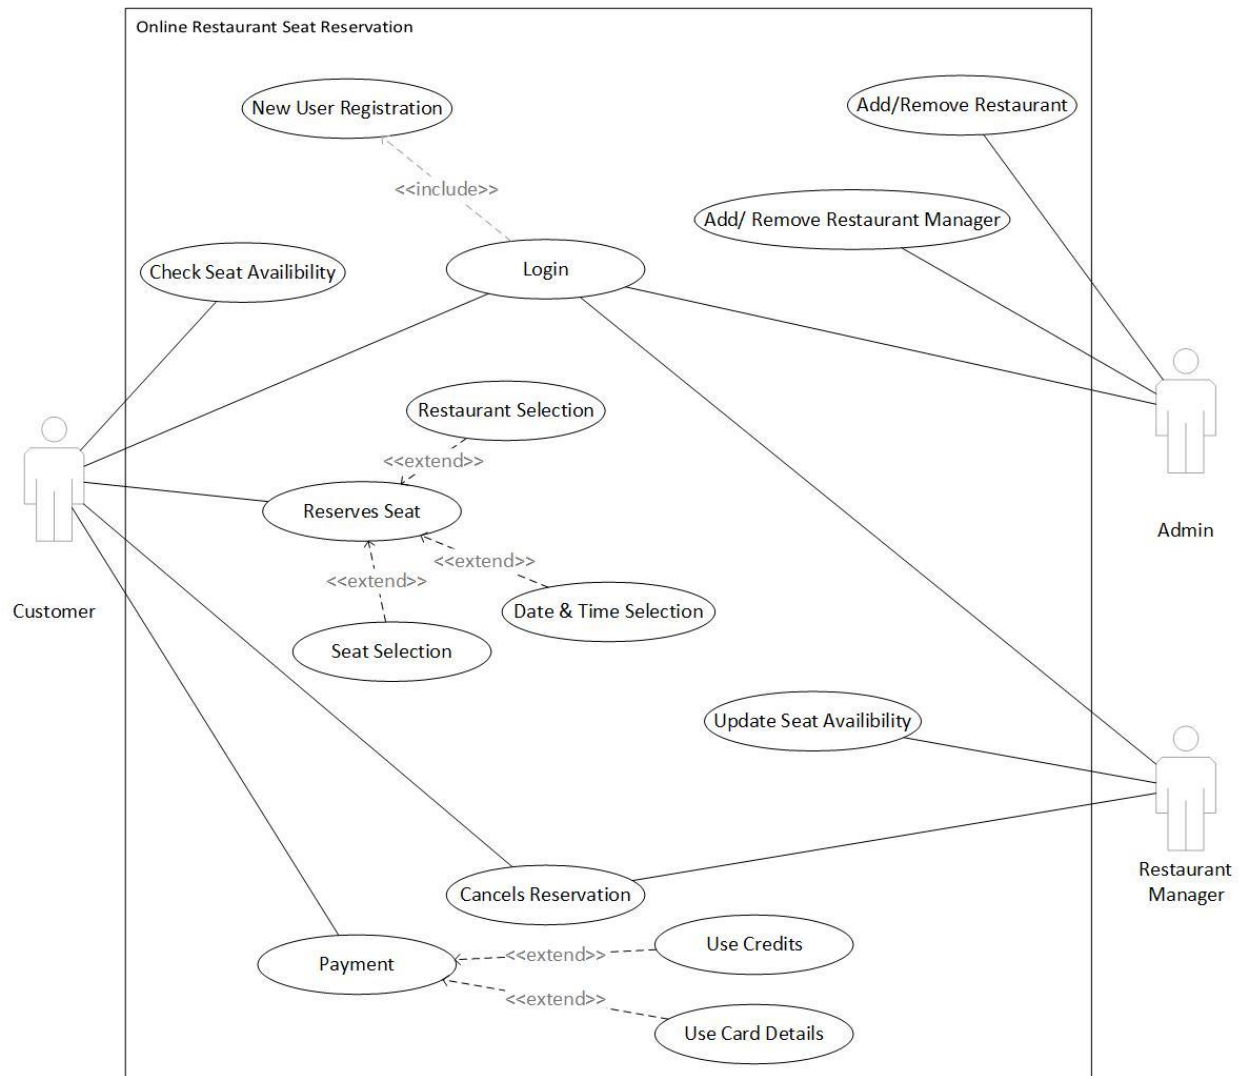 Online Restaurant Seat Reservation
New User Registration
Add/Remove Restaurant
<<include>>
Add/ Remove Restaurant Manager
Check Seat Availibility
Login
Restaurant Selection
<<extend>>
Reserves Seat
Admin
<<extend>>
<<extend>>
Customer
Date & Time Selection
Seat Selection
Update Seat Availibility
Restaurant
Manager
Cancels Reservation
Use Credits
<<extend>>
Payment
<<extend>>
Use Card Details